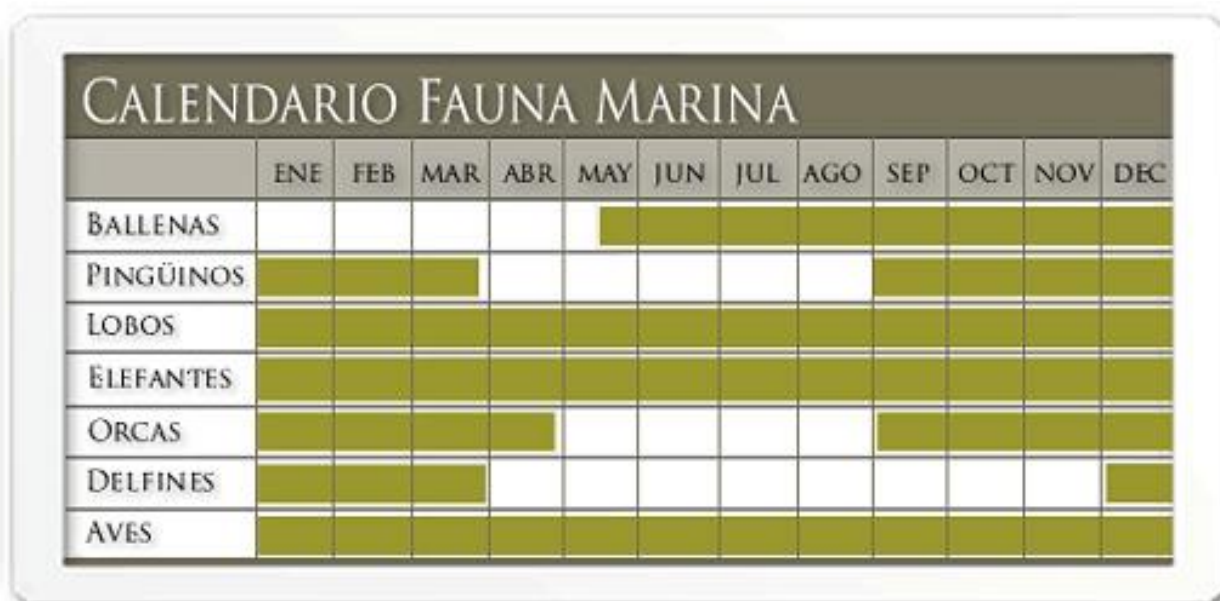 CALENDARIO FAUNA MARINA
ENE FEB MAR ABR MAY JUN JUL AGO SEP OCT NOV DEC
BALLENAS
PINGÜINOS
LOBOS
ELEFANTES
ORCAS
DELFINES
AVES